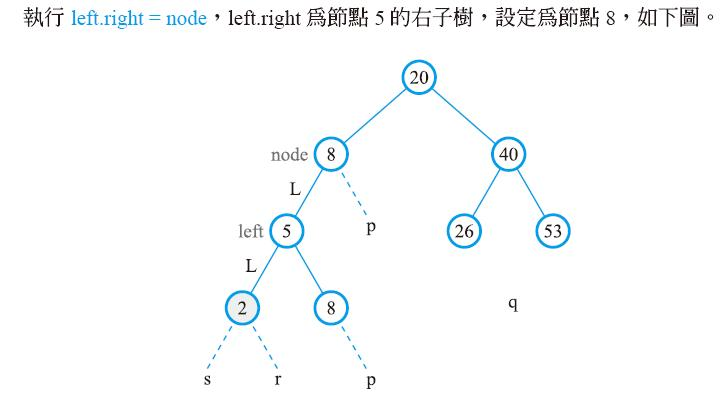 執行 left.right = node，left.right 爲節點 5 的右子樹，設定爲節點 8，如下圖。
20
node 8 40
L
left 5 p 26 53
L
2 8 q
s r p